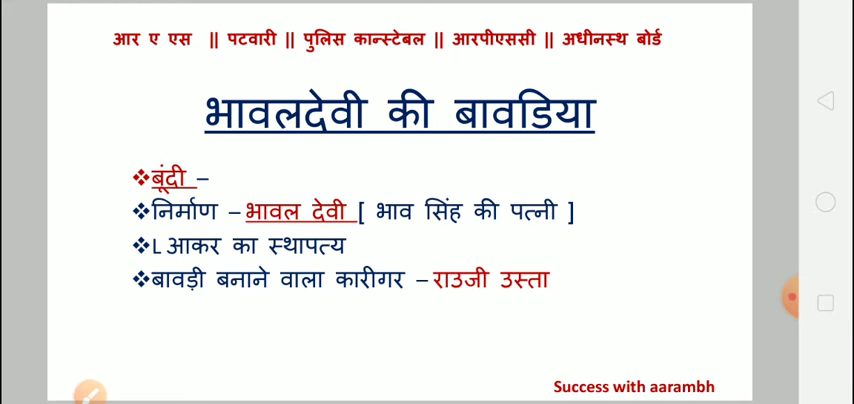 आर ए एस || पटवारी || पुलिस कान्स्टेबल || आरपीएससी || अधीनस्थ बोर्ड
भावलदेवी की बावडिया
❖बूंदी –
❖निर्माण – भावल देवी [ भाव सिंह की पत्नी ]
❖L आकर का स्थापत्य
❖बावड़ी बनाने वाला कारीगर – राउजी उस्ता
Success with aarambh